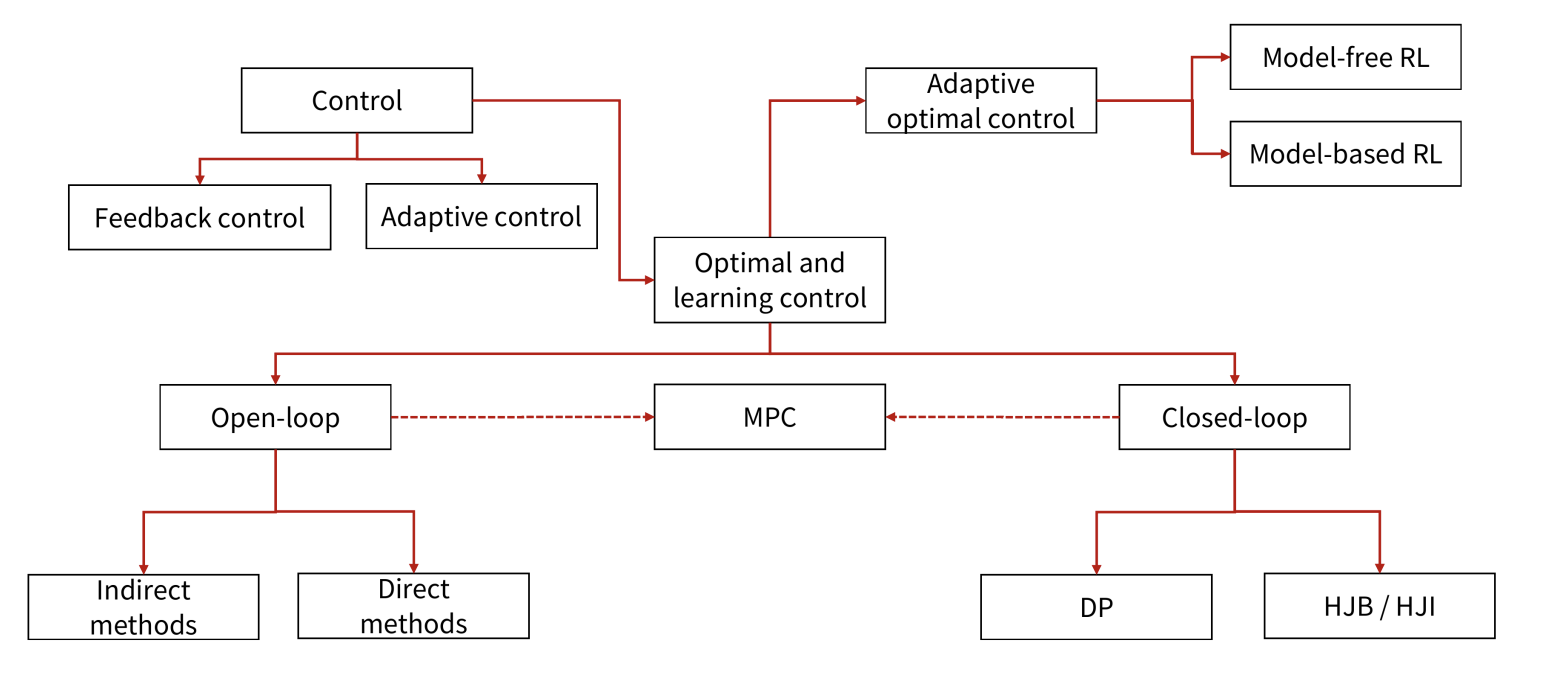 Model-free RL
Control
Adaptive
optimal control
Model-based RL
Feedback control
Adaptive control
Optimal and
learning control
Open-loop
MPC
Closed-loop
Indirect
methods
Direct
methods
DP
HJB / HJI